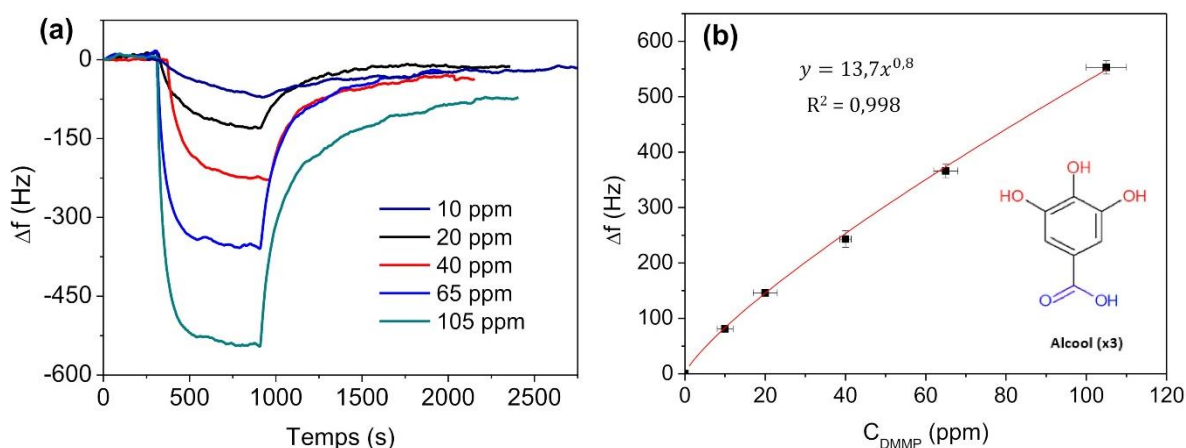 (a)
0
-150
-300
-450
-600
Δf (Hz)
0
500
1000
1500
2000
2500
Temps (s)
10 ppm
20 ppm
40 ppm
65 ppm
105 ppm
(b)
600
500
400
300
200
100
0
Δf (Hz)
y = 13,7x^0,8
R² = 0,998
OH
HO
OH
O
OH
Alcool (x3)
0
20
40
60
80
100
120
C_DMMP (ppm)